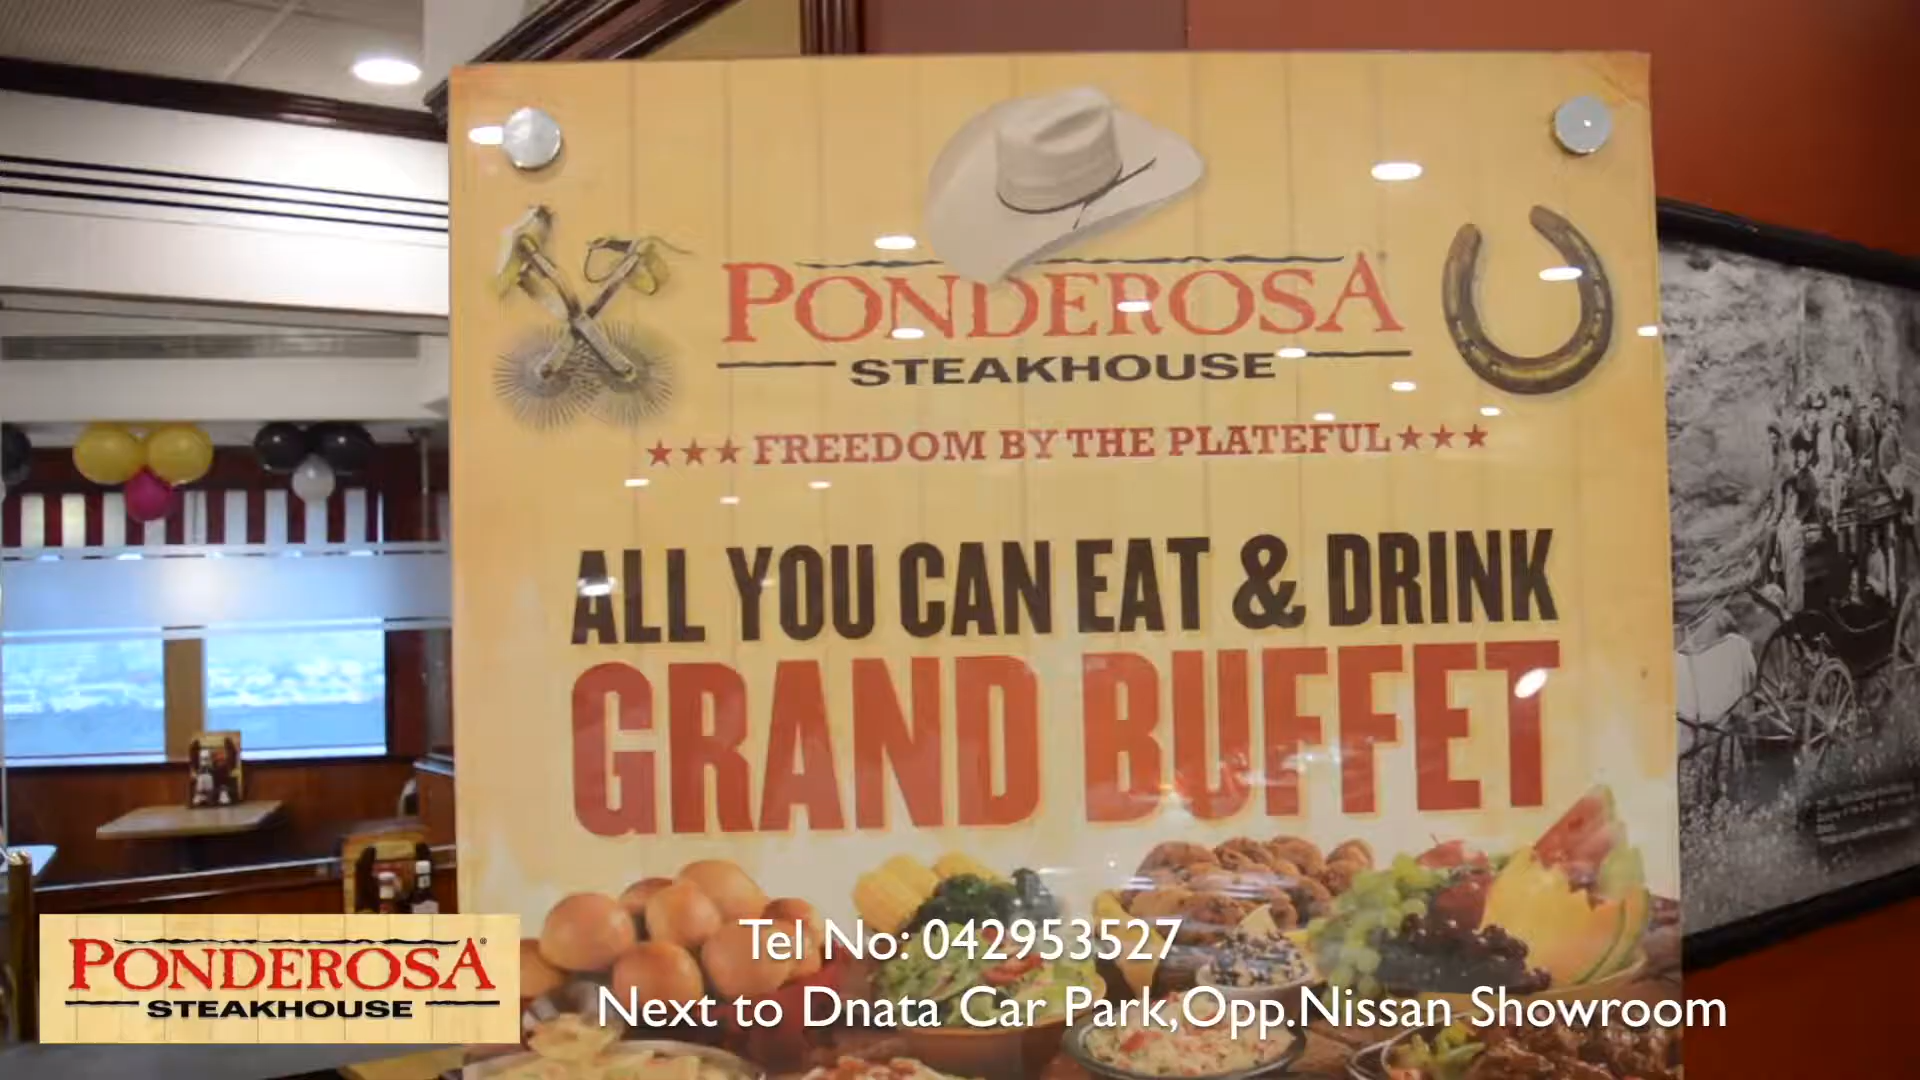 PONDEROSA
STEAKHOUSE
★★★FREEDOM BY THE PLATEFUL★★★
ALL YOU CAN EAT & DRINK
GRAND BUFFET
PONDEROSA
STEAKHOUSE
Tel No: 042953527
Next to Dnata Car Park,Opp.Nissan Showroom